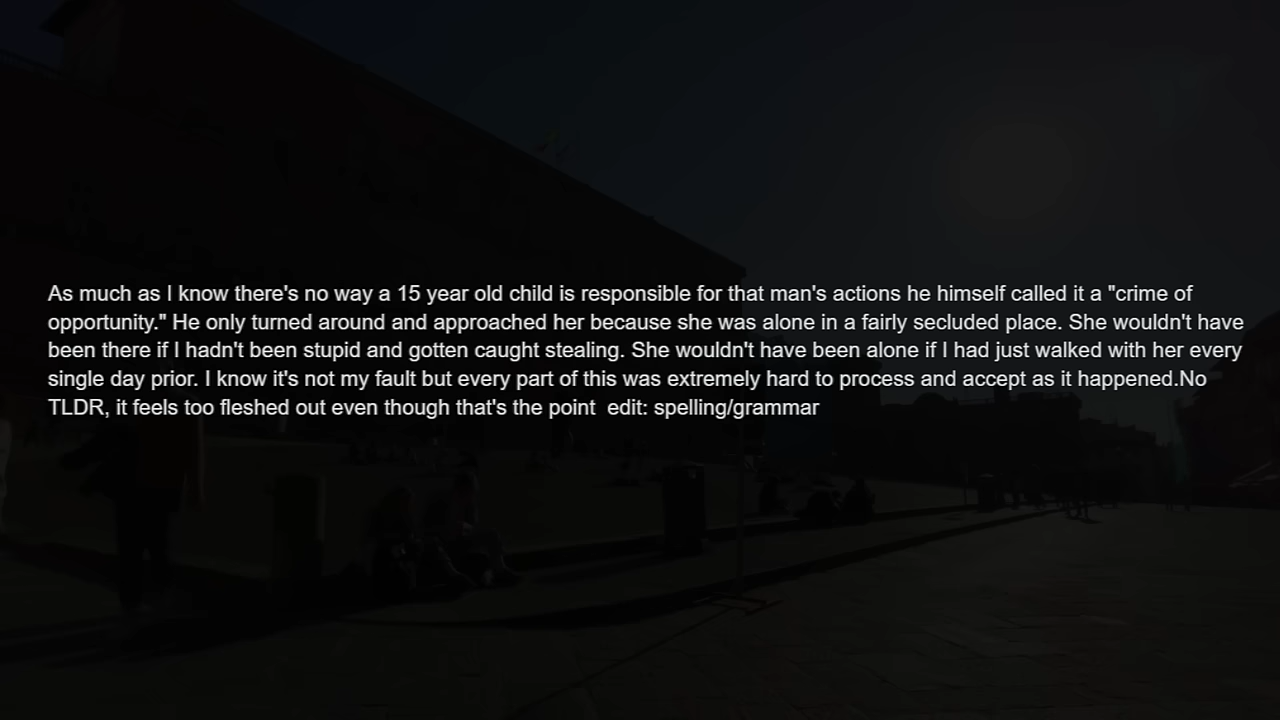 As much as I know there's no way a 15 year old child is responsible for that man's actions he himself called it a "crime of
opportunity." He only turned around and approached her because she was alone in a fairly secluded place. She wouldn't have
been there if I hadn't been stupid and gotten caught stealing. She wouldn't have been alone if I had just walked with her every
single day prior. I know it's not my fault but every part of this was extremely hard to process and accept as it happened.No
TLDR, it feels too fleshed out even though that's the point  edit: spelling/grammar